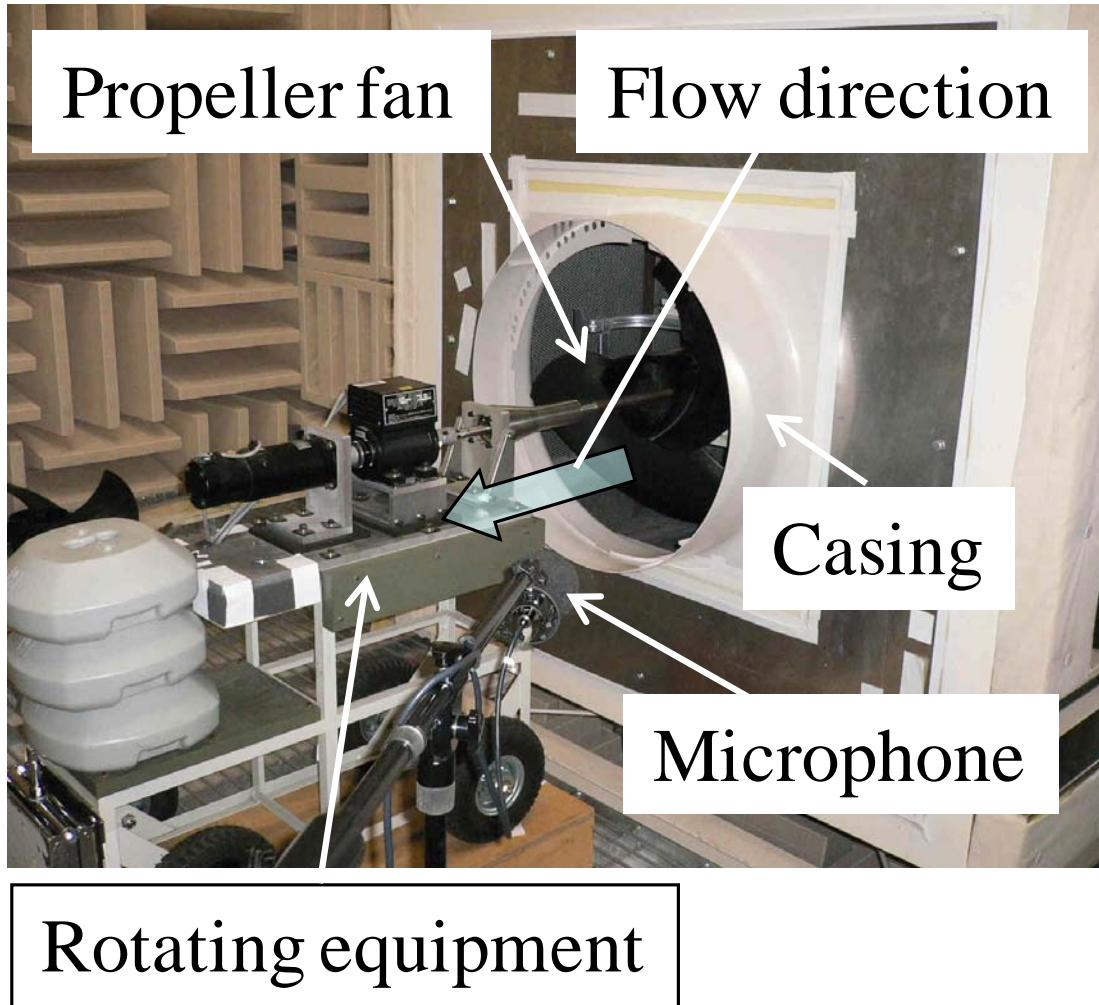 Propeller fan
Flow direction
Casing
Microphone
Rotating equipment